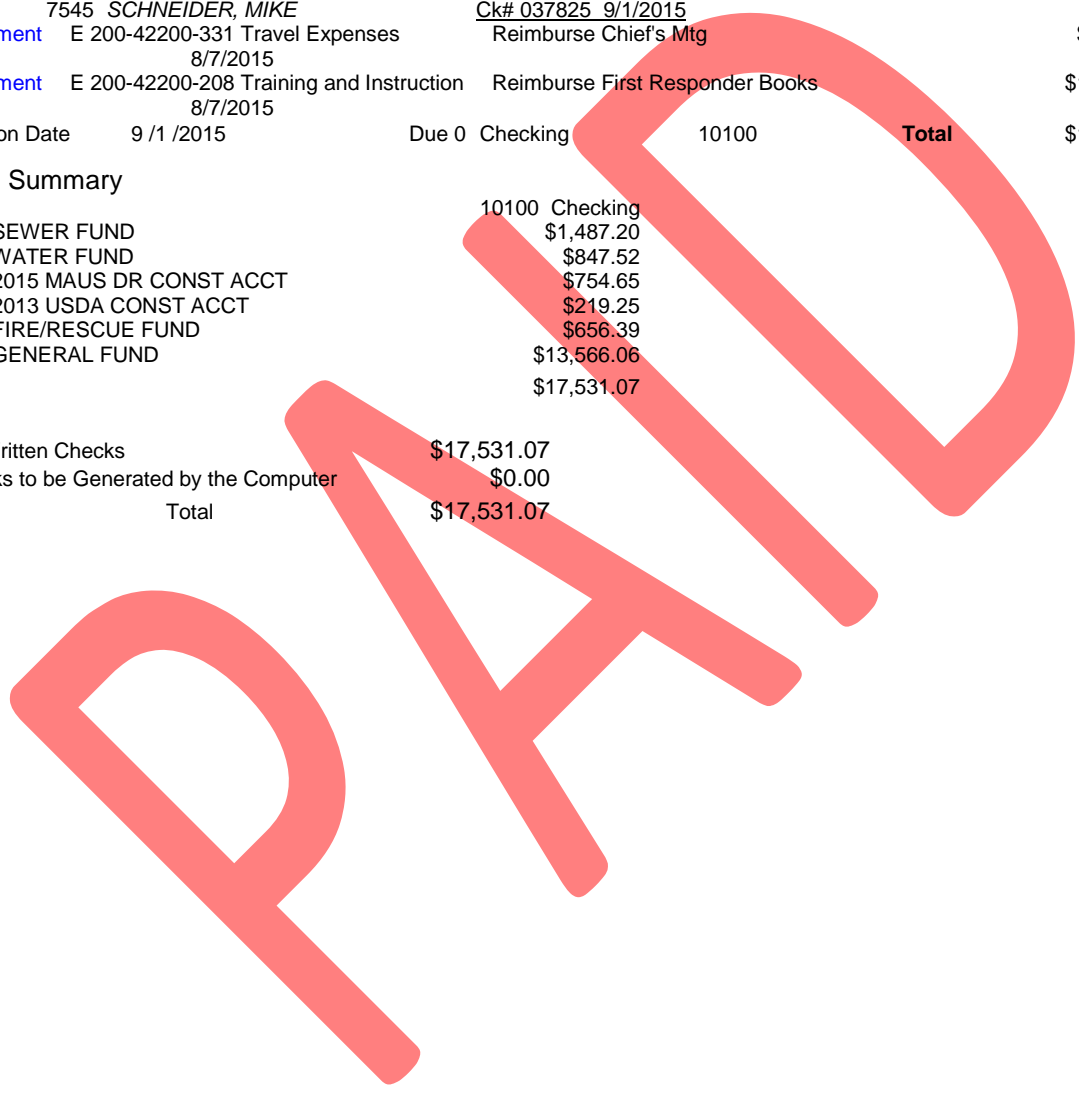 7545 SCHNEIDER, MIKE Ck# 037825 9/1/2015
ment E 200-42200-331 Travel Expenses Reimburse Chief's Mtg $
8/7/2015
ment E 200-42200-208 Training and Instruction Reimburse First Responder Books $
8/7/2015
on Date 9 /1 /2015 Due 0 Checking 10100 Total $
Summary
10100 Checking
SEWER FUND $1,487.20
WATER FUND $847.52
2015 MAUS DR CONST ACCT $754.65
2013 USDA CONST ACCT $219.25
FIRE/RESCUE FUND $656.39
GENERAL FUND $13,566.06
$17,531.07
ritten Checks $17,531.07
ks to be Generated by the Computer $0.00
Total $17,531.07
PAID